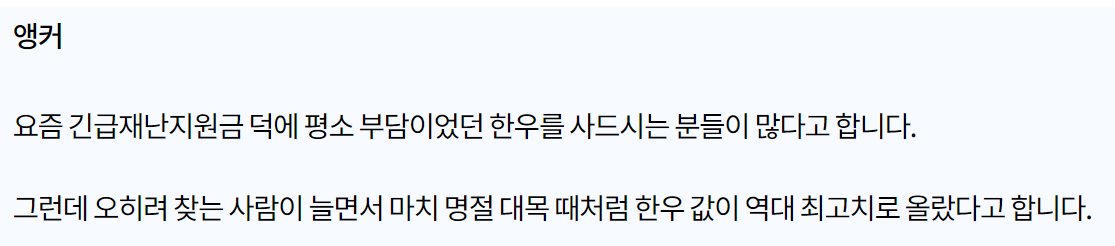 앵커
요즘 긴급재난지원금 덕에 평소 부담이었던 한우를 사드시는 분들이 많다고 합니다.
그런데 오히려 찾는 사람이 늘면서 마치 명절 대목 때처럼 한우 값이 역대 최고치로 올랐다고 합니다.